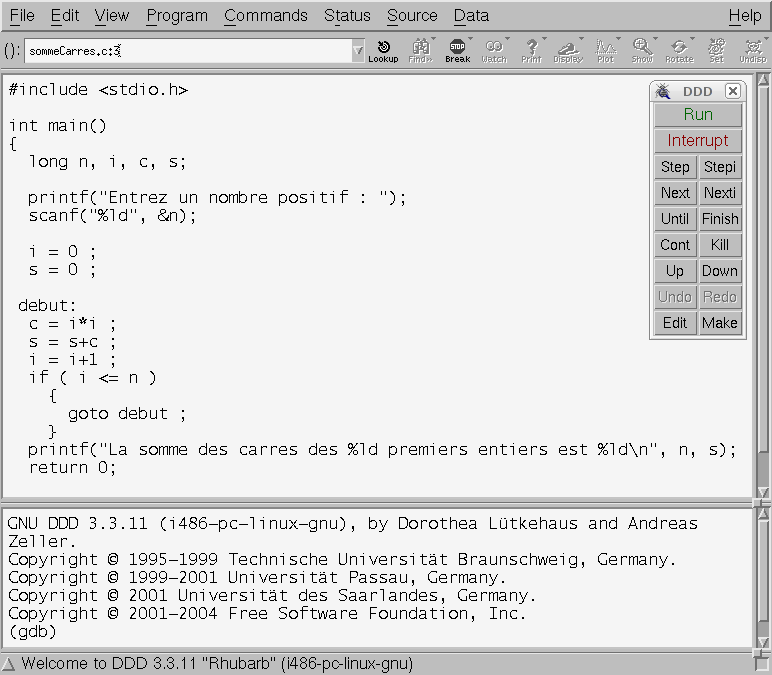 File Edit View Program Commands Status Source Data Help
(): sommeCarres.c:3 Lookup Find>> Break Watch Print Display Plot Show Rotate Set Undisp
#include <stdio.h>
int main()
{
long n, i, c, s;
printf("Entrez un nombre positif : ");
scanf("%ld", &n);
i = 0 ;
s = 0 ;
debut:
c = i*i ;
s = s+c ;
i = i+1 ;
if ( i <= n )
{
goto debut ;
}
printf("La somme des carres des %ld premiers entiers est %ld\n", n, s);
return 0;
DDD
Run
Interrupt
Step Stepi
Next Nexti
Until Finish
Cont Kill
Up Down
Undo Redo
Edit Make
GNU DDD 3.3.11 (i486-pc-linux-gnu), by Dorothea Lütkehaus and Andreas
Zeller.
Copyright © 1995-1999 Technische Universität Braunschweig, Germany.
Copyright © 1999-2001 Universität Passau, Germany.
Copyright © 2001 Universität des Saarlandes, Germany.
Copyright © 2001-2004 Free Software Foundation, Inc.
(gdb)
Welcome to DDD 3.3.11 "Rhubarb" (i486-pc-linux-gnu)